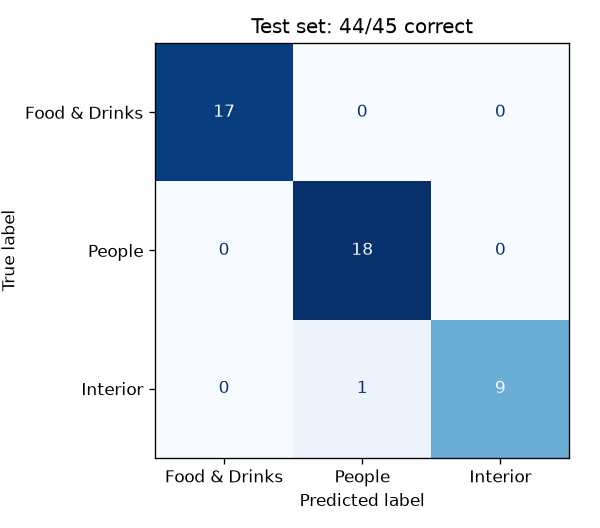 Test set: 44/45 correct
True label
Food & Drinks 17 0 0
People 0 18 0
Interior 0 1 9
Food & Drinks People Interior
Predicted label